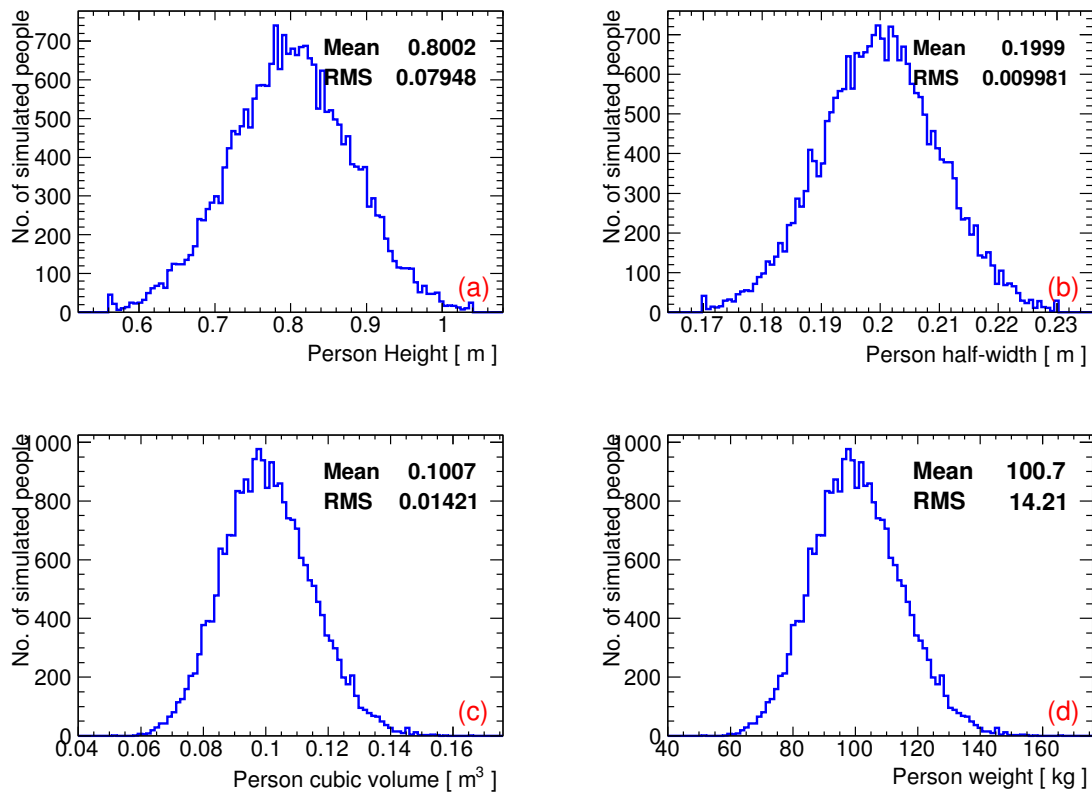 No. of simulated people
700
600
500
400
300
200
100
0
Mean 0.8002
RMS 0.07948
(a)
0.6 0.7 0.8 0.9 1
Person Height [ m ]
No. of simulated people
700
600
500
400
300
200
100
0
Mean 0.1999
RMS 0.009981
(b)
0.17 0.18 0.19 0.2 0.21 0.22 0.23
Person half-width [ m ]
No. of simulated people
1000
800
600
400
200
0
Mean 0.1007
RMS 0.01421
(c)
0.04 0.06 0.08 0.1 0.12 0.14 0.16
Person cubic volume [ m³ ]
No. of simulated people
1000
800
600
400
200
0
Mean 100.7
RMS 14.21
(d)
40 60 80 100 120 140 160
Person weight [ kg ]